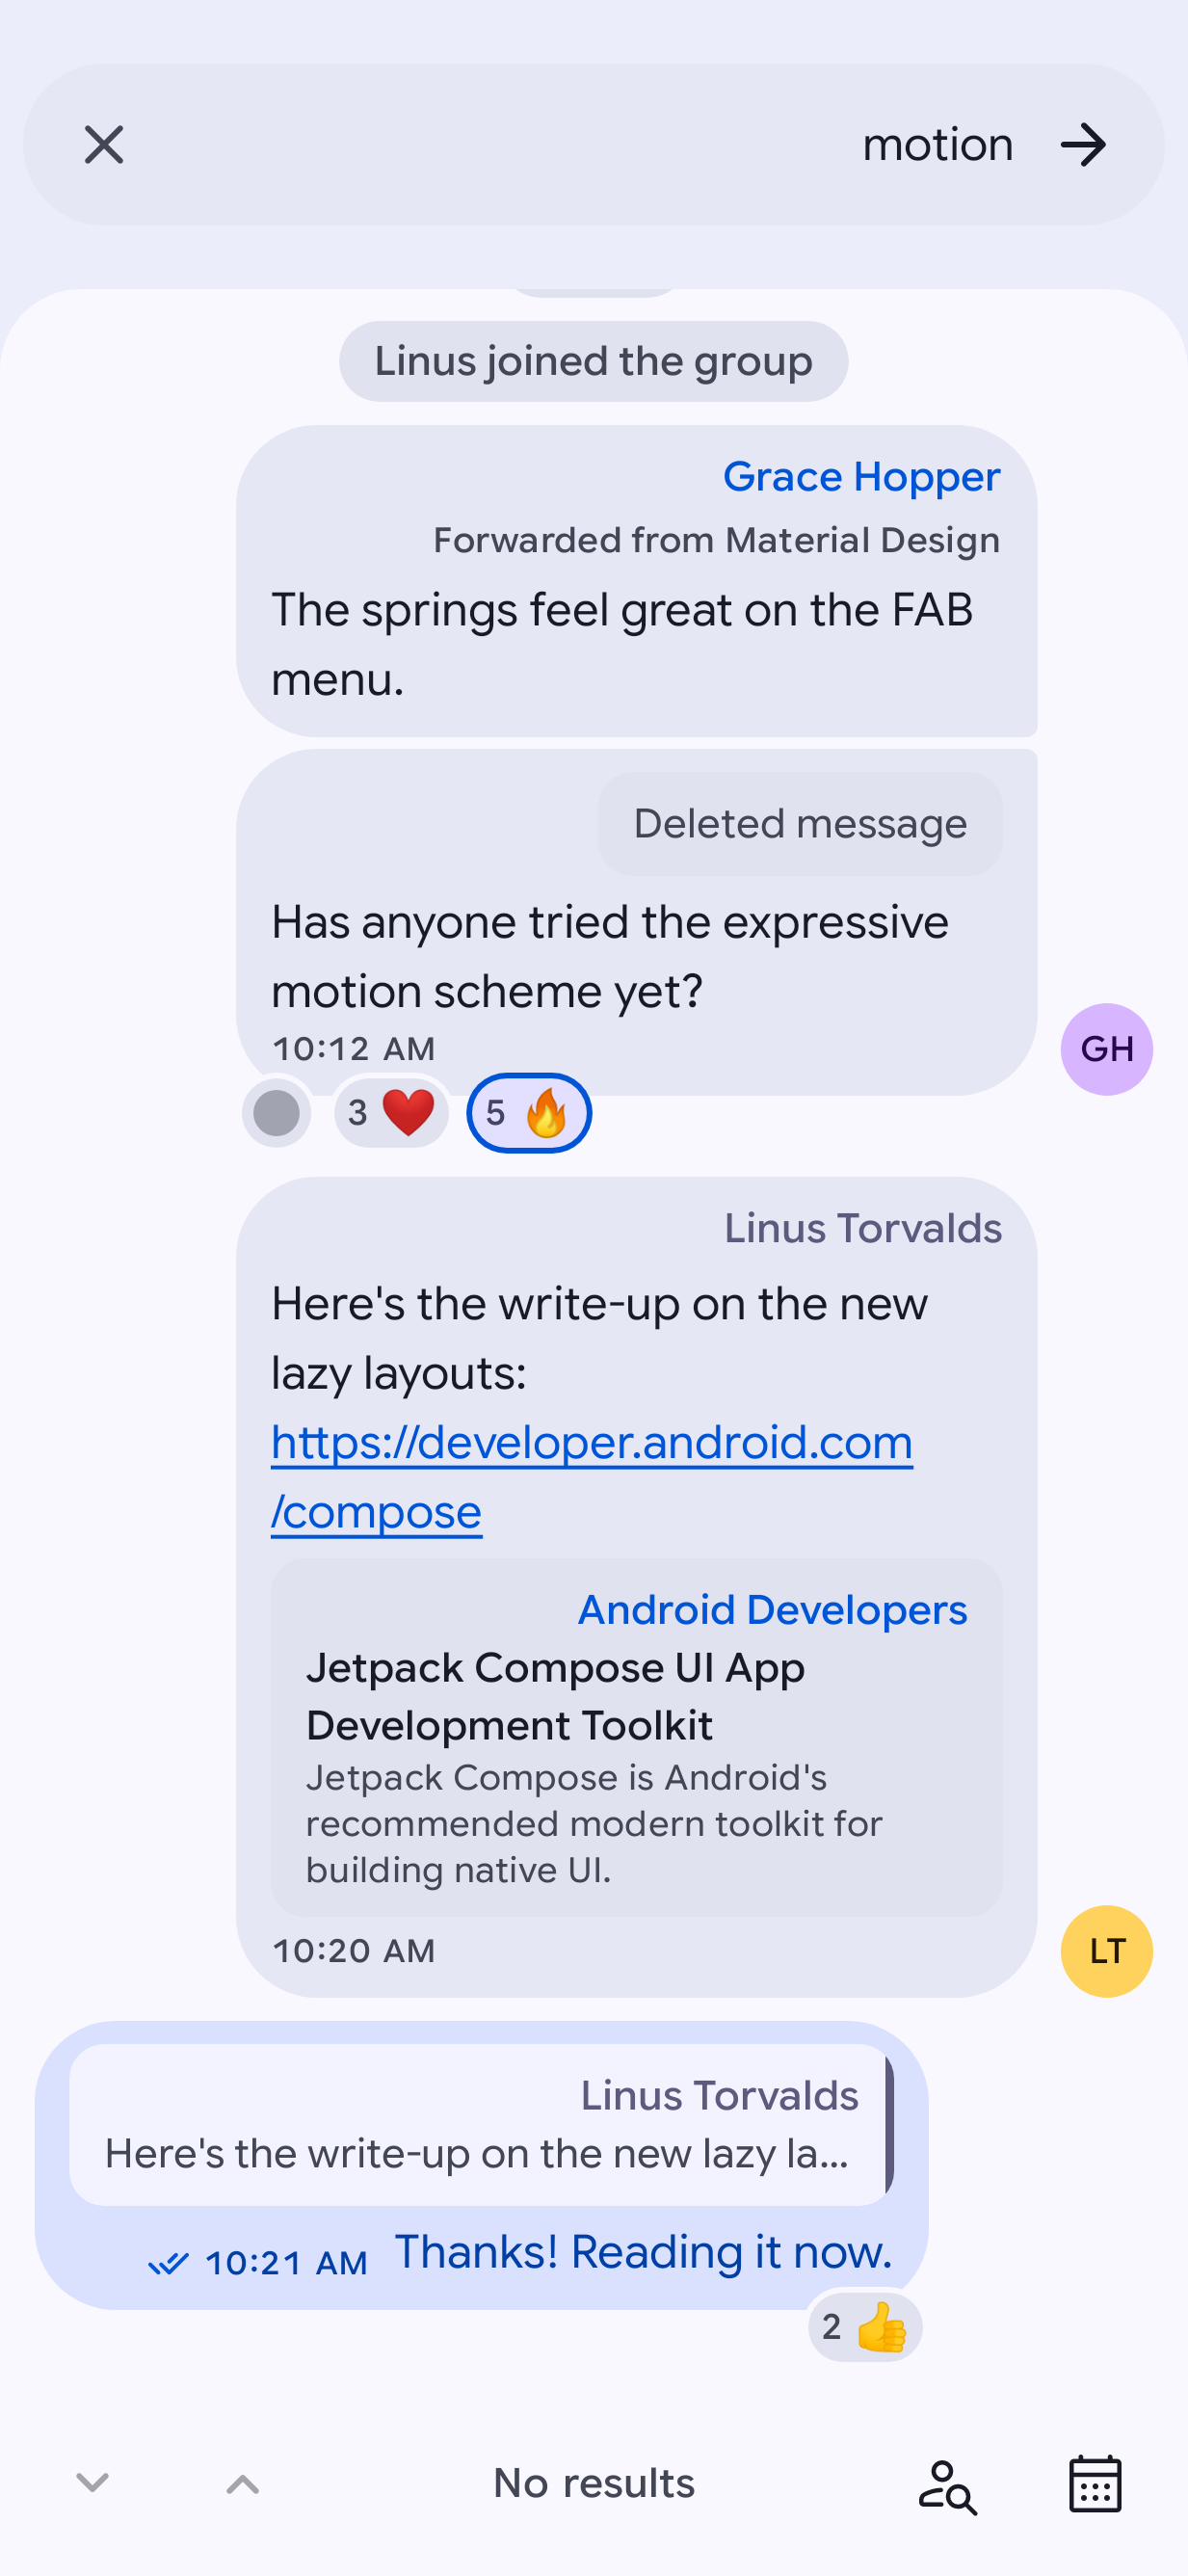 motion
Linus joined the group
Grace Hopper
Forwarded from Material Design
The springs feel great on the FAB
menu.
Deleted message
Has anyone tried the expressive
motion scheme yet?
10:12 AM
GH
3 ❤️
5 🔥
Linus Torvalds
Here's the write-up on the new
lazy layouts:
https://developer.android.com
/compose
Android Developers
Jetpack Compose UI App
Development Toolkit
Jetpack Compose is Android's
recommended modern toolkit for
building native UI.
10:20 AM
LT
Linus Torvalds
Here's the write-up on the new lazy la...
Thanks! Reading it now.
10:21 AM
2 👍
No results